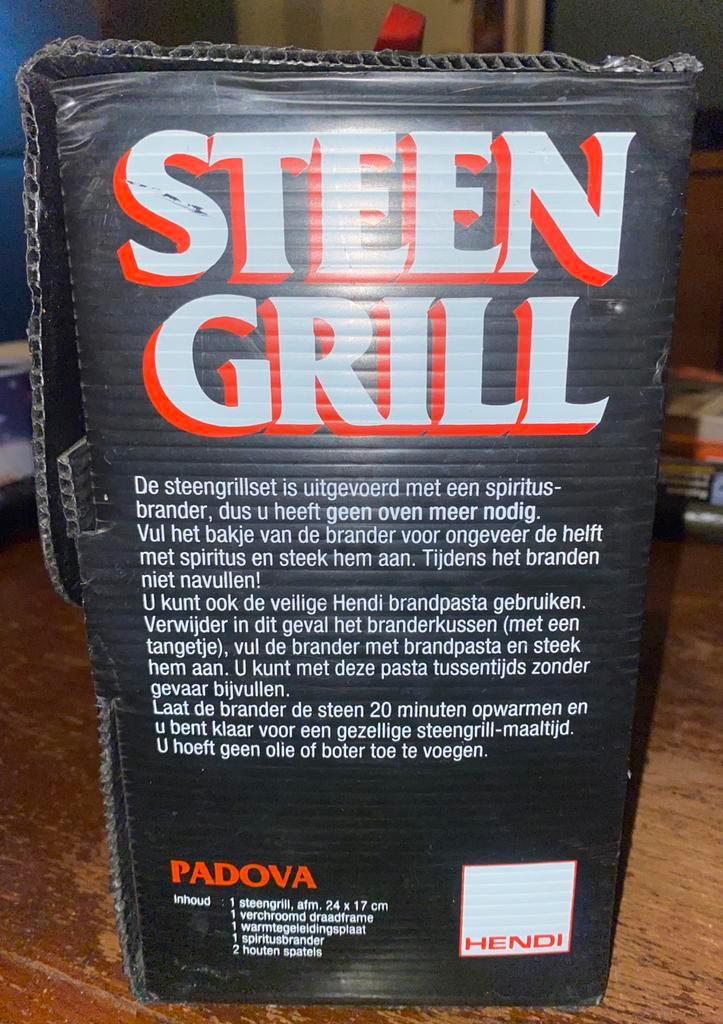 STEEN
GRILL
De steengrillset is uitgevoerd met een spiritus-
brander, dus u heeft geen oven meer nodig.
Vul het bakje van de brander voor ongeveer de helft
met spiritus en steek hem aan. Tijdens het branden
niet navullen!
U kunt ook de veilige Hendi brandpasta gebruiken.
Verwijder in dit geval het branderkussen (met een
tangetje), vul de brander met brandpasta en steek
hem aan. U kunt met deze pasta tussentijds zonder
gevaar bijvullen.
Laat de brander de steen 20 minuten opwarmen en
u bent klaar voor een gezellige steengrill-maaltijd.
U hoeft geen olie of boter toe te voegen.
PADOVA
Inhoud : 1 steengrill, afm. 24 x 17 cm
1 verchroomd draadframe
1 warmtegeleidingsplaat
1 spiritusbrander
2 houten spatels
HENDI